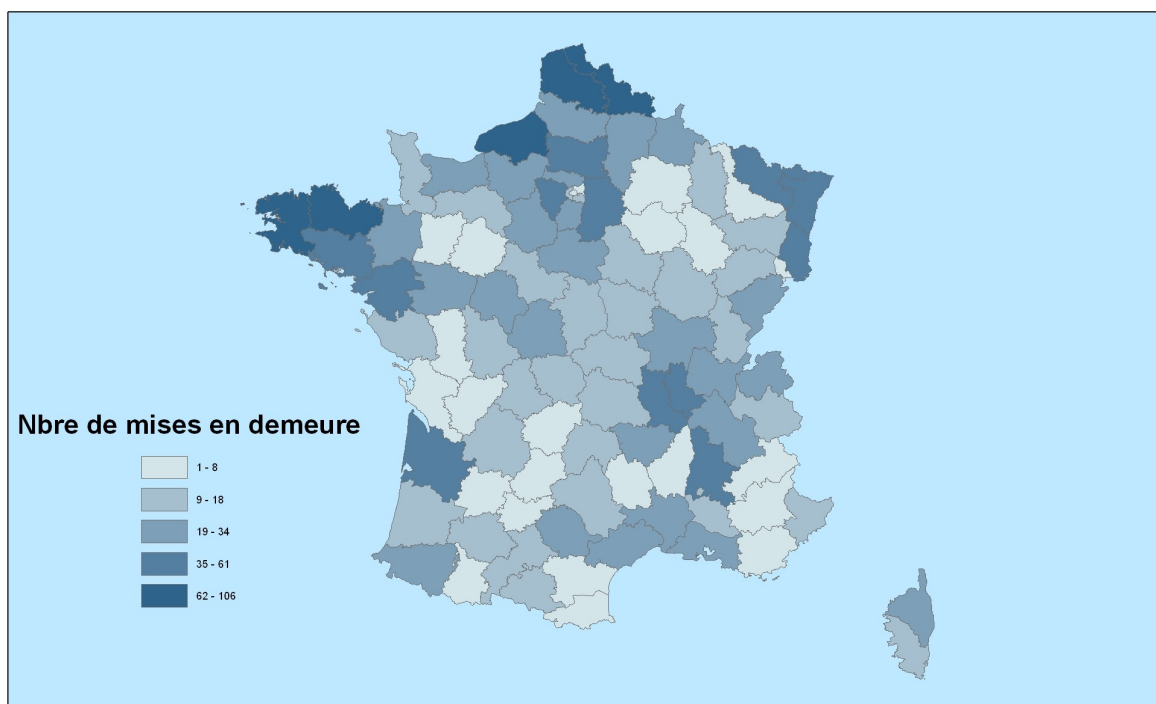 Nbre de mises en demeure
1 - 8
9 - 18
19 - 34
35 - 61
62 - 106